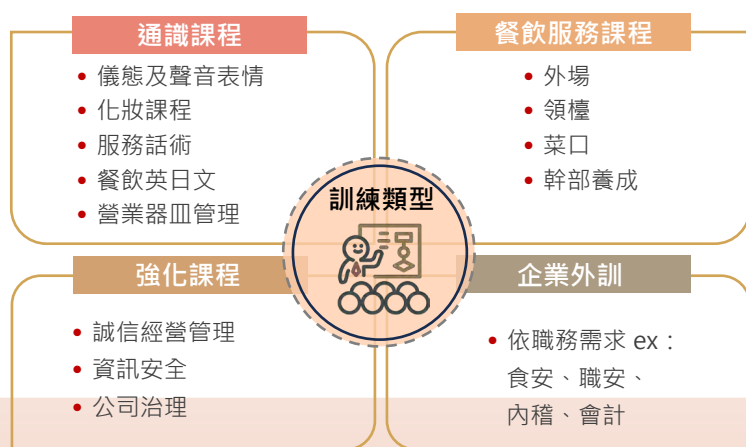 通識課程
• 儀態及聲音表情
• 化妝課程
• 服務話術
• 餐飲英日文
• 營業器皿管理
餐飲服務課程
• 外場
• 領檯
• 菜口
• 幹部養成
訓練類型
強化課程
• 誠信經營管理
• 資訊安全
• 公司治理
企業外訓
• 依職務需求 ex：
食安、職安、
內稽、會計